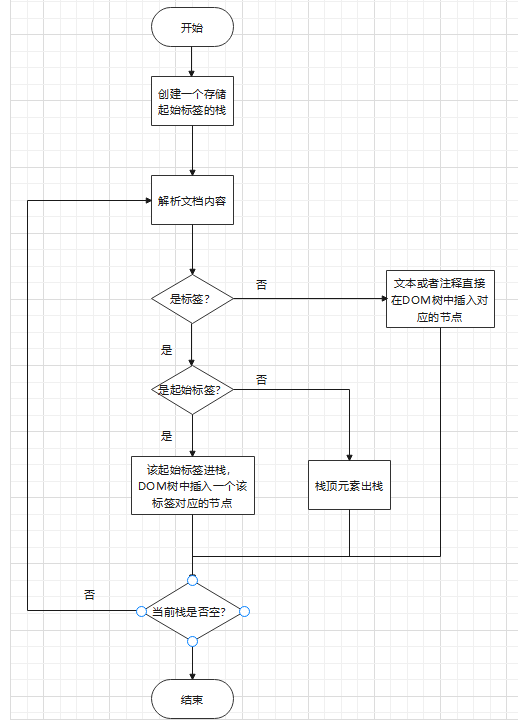 开始
创建一个存储
起始标签的栈
解析文档内容
是标签?
否
文本或者注释直接
在DOM树中插入对
应的节点
是
是起始标签?
否
是
该起始标签进栈，
DOM树中插入一个该
标签对应的节点
栈顶元素出栈
否
当前栈是否空?
结束